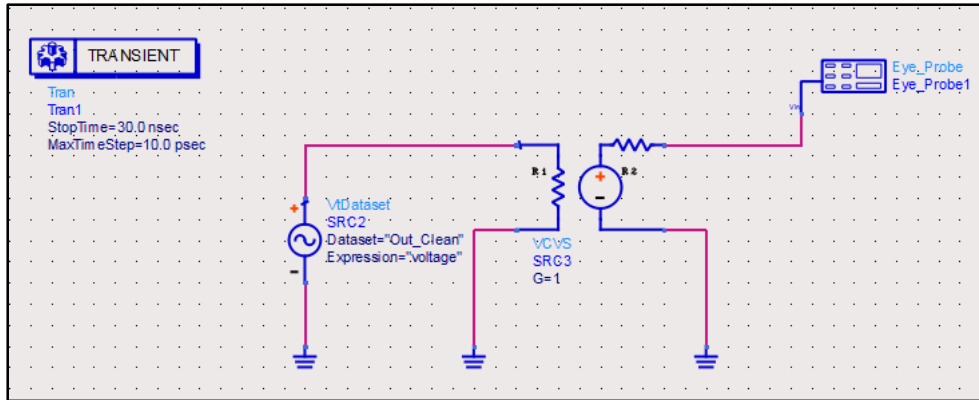 TRANSIENT
Tran
Tran1
StopTime=30.0 nsec
MaxTimeStep=10.0 psec
Eye_Probe
Eye_Probe1
Vin
R1
R2
+
-
+
-
VtDataset
SRC2
Dataset="Out_Clean"
Expression="voltage"
VCVS
SRC3
G=1